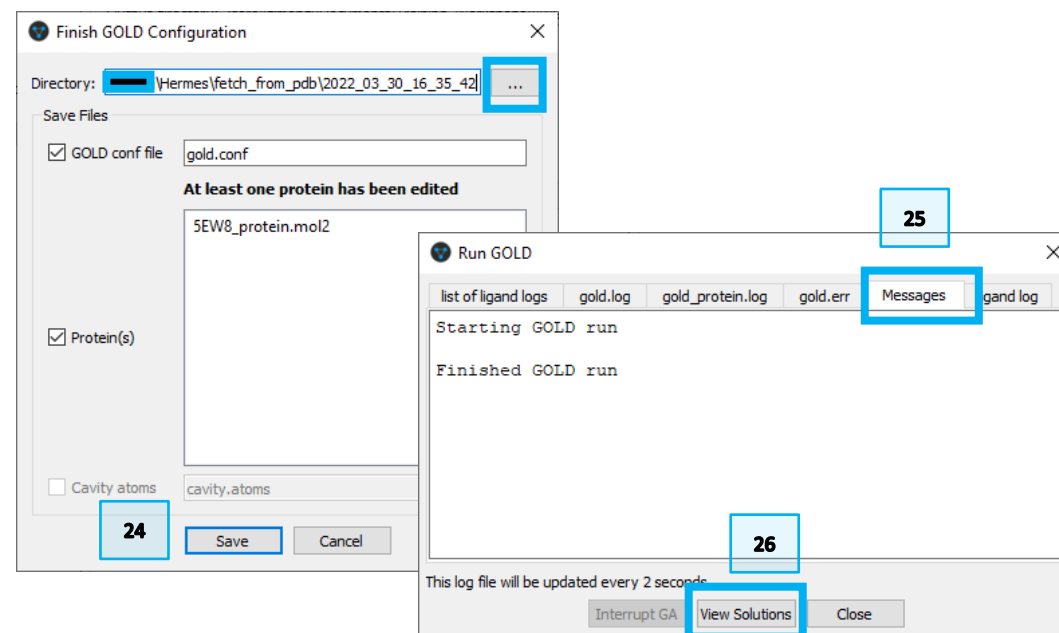 Finish GOLD Configuration
Directory: \Hermes\fetch_from_pdb\2022_03_30_16_35_42 ...
Save Files
GOLD conf file gold.conf
At least one protein has been edited
5EW8_protein.mol2
Protein(s)
Cavity atoms cavity.atoms
24
Save Cancel
25
Run GOLD
list of ligand logs gold.log gold_protein.log gold.err Messages gand log
Starting GOLD run
Finished GOLD run
26
This log file will be updated every 2 seconds
Interrupt GA View Solutions Close